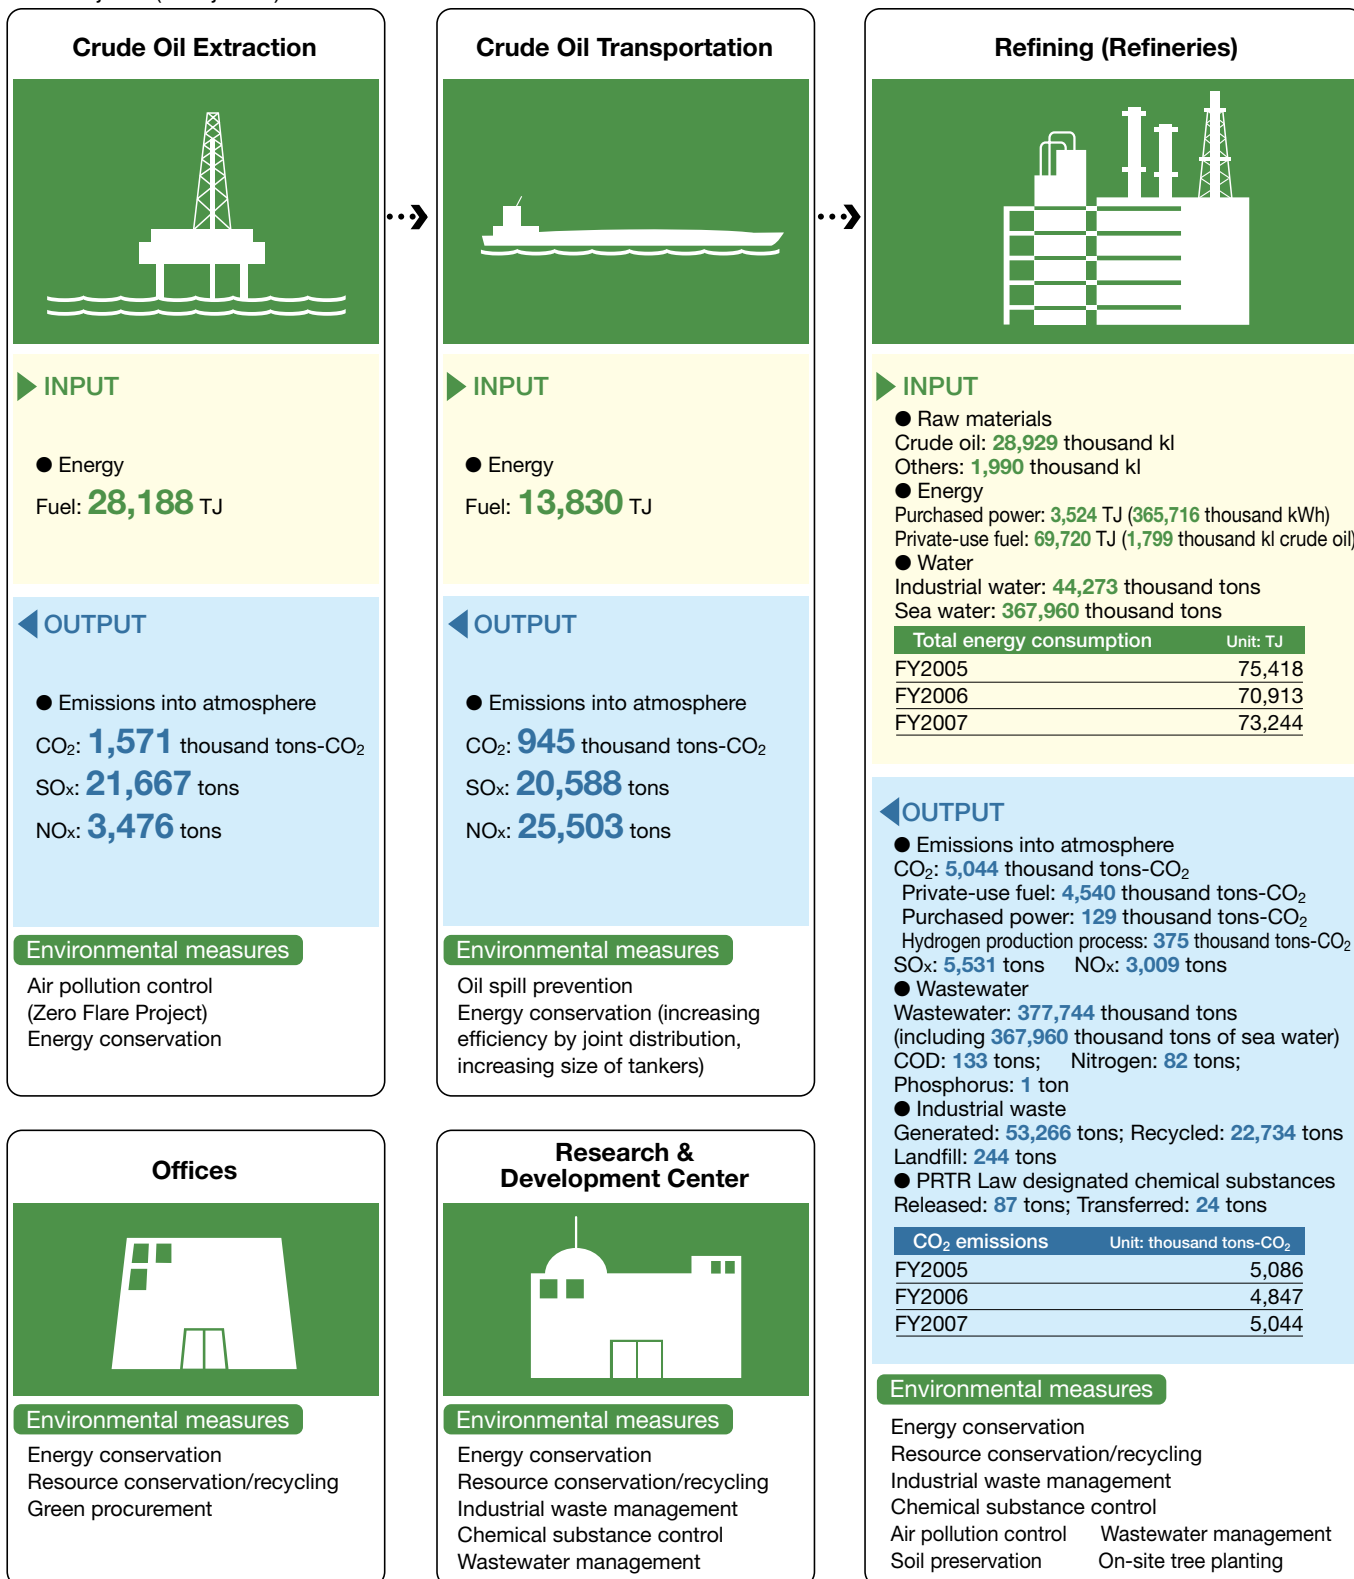 Crude Oil Extraction
INPUT
● Energy
Fuel: 28,188 TJ
OUTPUT
● Emissions into atmosphere
CO₂: 1,571 thousand tons-CO₂
SOx: 21,667 tons
NOx: 3,476 tons
Environmental measures
Air pollution control
(Zero Flare Project)
Energy conservation
Crude Oil Transportation
INPUT
● Energy
Fuel: 13,830 TJ
OUTPUT
● Emissions into atmosphere
CO₂: 945 thousand tons-CO₂
SOx: 20,588 tons
NOx: 25,503 tons
Environmental measures
Oil spill prevention
Energy conservation (increasing
efficiency by joint distribution,
increasing size of tankers)
Refining (Refineries)
INPUT
● Raw materials
Crude oil: 28,929 thousand kl
Others: 1,990 thousand kl
● Energy
Purchased power: 3,524 TJ (365,716 thousand kWh)
Private-use fuel: 69,720 TJ (1,799 thousand kl crude oil)
● Water
Industrial water: 44,273 thousand tons
Sea water: 367,960 thousand tons
Total energy consumption Unit: TJ
FY2005 75,418
FY2006 70,913
FY2007 73,244
OUTPUT
● Emissions into atmosphere
CO₂: 5,044 thousand tons-CO₂
Private-use fuel: 4,540 thousand tons-CO₂
Purchased power: 129 thousand tons-CO₂
Hydrogen production process: 375 thousand tons-CO₂
SOx: 5,531 tons NOx: 3,009 tons
● Wastewater
Wastewater: 377,744 thousand tons
(including 367,960 thousand tons of sea water)
COD: 133 tons; Nitrogen: 82 tons;
Phosphorus: 1 ton
● Industrial waste
Generated: 53,266 tons; Recycled: 22,734 tons
Landfill: 244 tons
● PRTR Law designated chemical substances
Released: 87 tons; Transferred: 24 tons
CO₂ emissions Unit: thousand tons-CO₂
FY2005 5,086
FY2006 4,847
FY2007 5,044
Environmental measures
Energy conservation
Resource conservation/recycling
Industrial waste management
Chemical substance control
Air pollution control Wastewater management
Soil preservation On-site tree planting
Offices
Environmental measures
Energy conservation
Resource conservation/recycling
Green procurement
Research &
Development Center
Environmental measures
Energy conservation
Resource conservation/recycling
Industrial waste management
Chemical substance control
Wastewater management